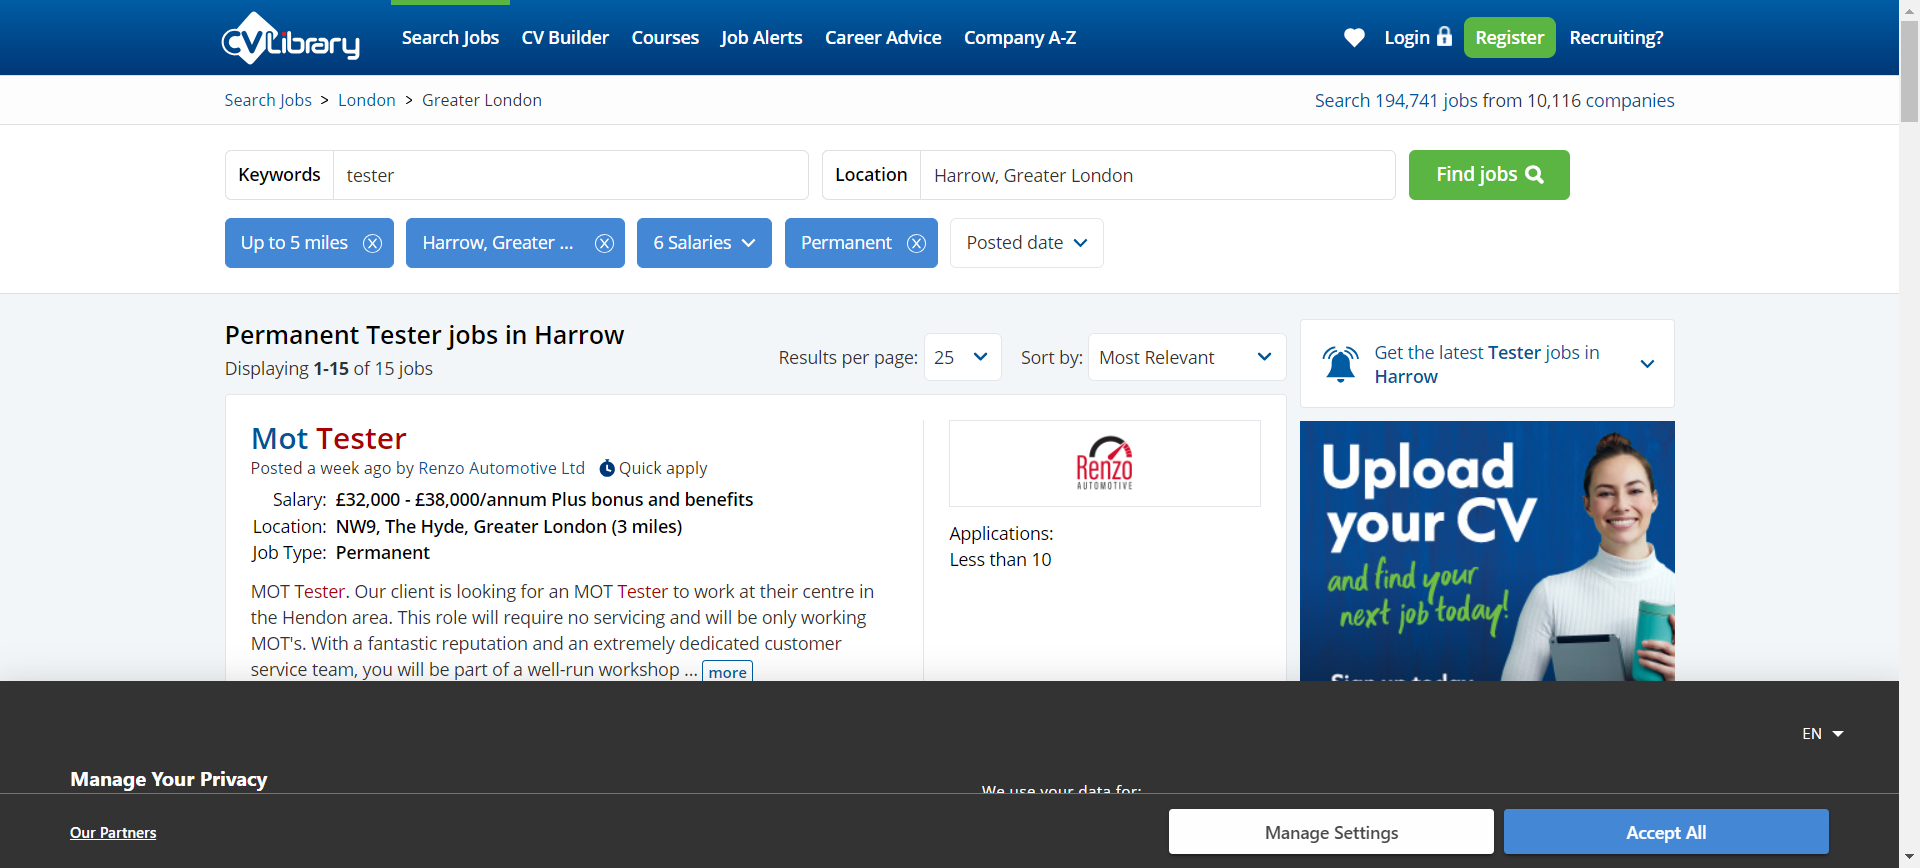 CVLibrary
Search Jobs CV Builder Courses Job Alerts Career Advice Company A-Z Login Register Recruiting?
Search Jobs > London > Greater London
Search 194,741 jobs from 10,116 companies
Keywords tester Location Harrow, Greater London Find jobs
Up to 5 miles Harrow, Greater ... 6 Salaries Permanent Posted date
Permanent Tester jobs in Harrow
Displaying 1-15 of 15 jobs
Results per page: 25 Sort by: Most Relevant
Get the latest Tester jobs in
Harrow
Mot Tester
Posted a week ago by Renzo Automotive Ltd Quick apply
Salary: £32,000 - £38,000/annum Plus bonus and benefits
Location: NW9, The Hyde, Greater London (3 miles)
Job Type: Permanent
MOT Tester. Our client is looking for an MOT Tester to work at their centre in
the Hendon area. This role will require no servicing and will be only working
MOT's. With a fantastic reputation and an extremely dedicated customer
service team, you will be part of a well-run workshop ... more
Renzo
AUTOMOTIVE
Applications:
Less than 10
Upload
your CV
and find your
next job today!
Sign up today
EN
Manage Your Privacy
We use your data for:
Our Partners
Manage Settings
Accept All